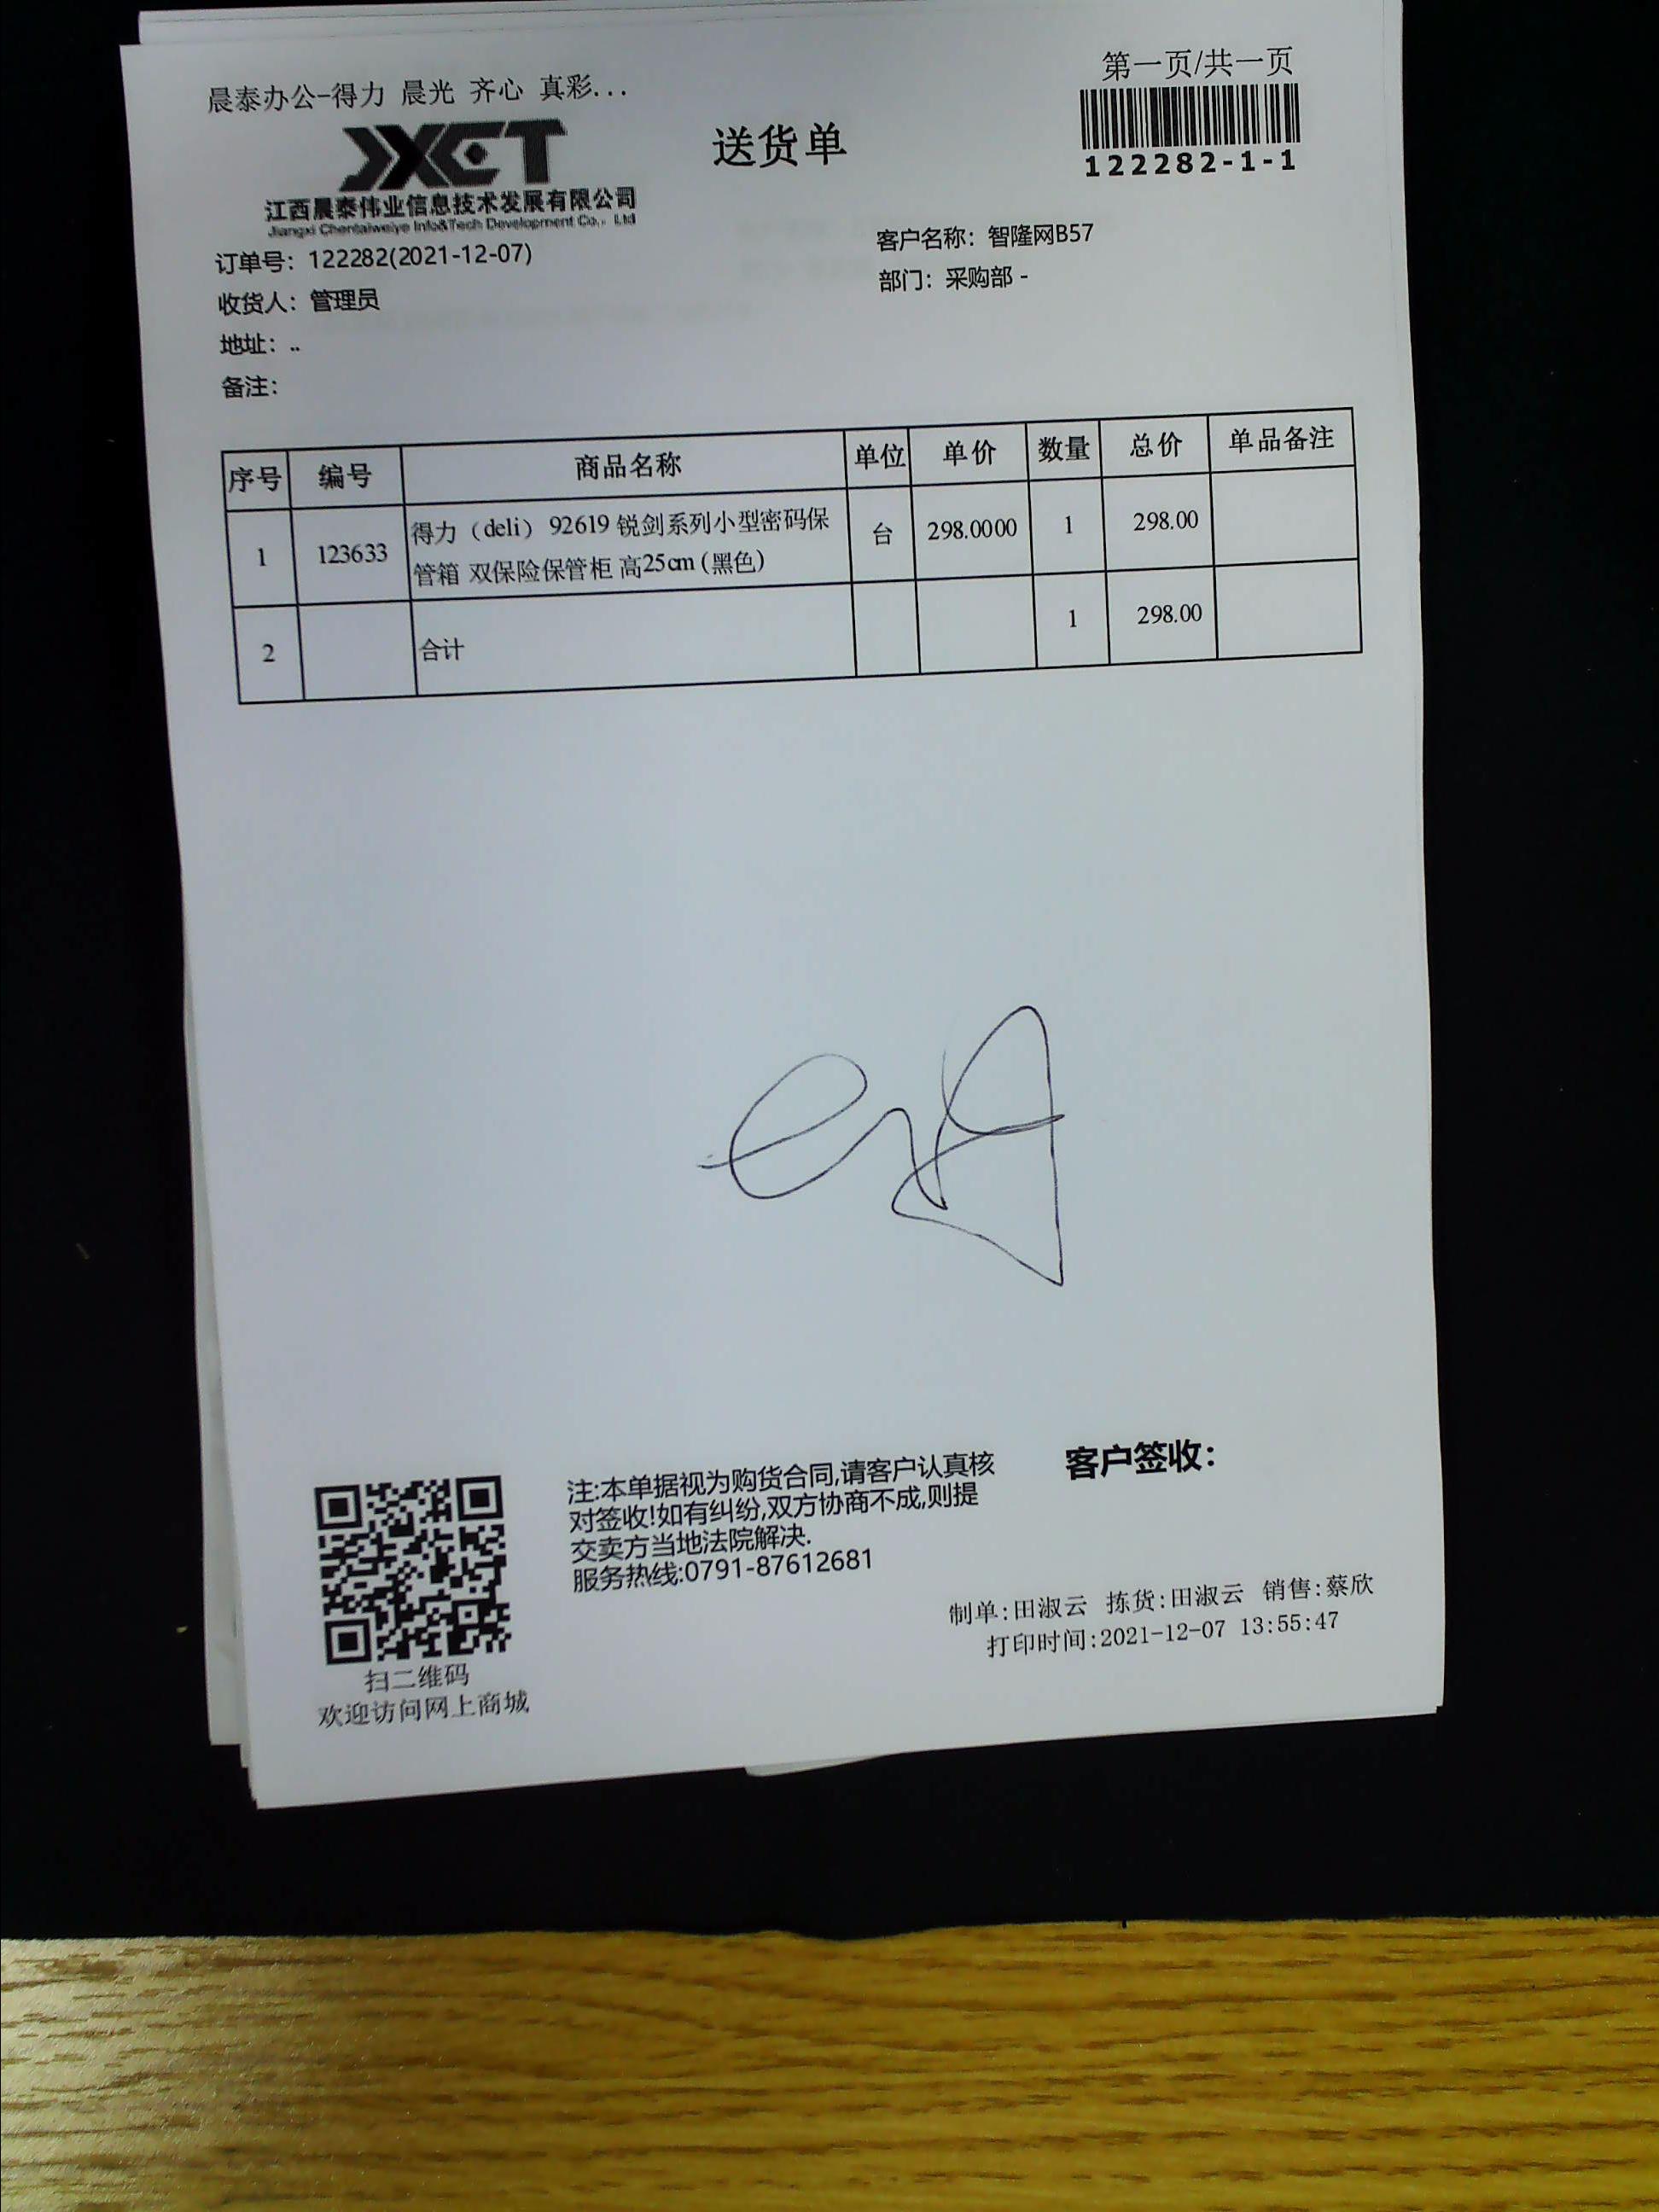 晨泰办公-得力 晨光 齐心 真彩...
第一页/共一页
JXCT
送货单
122282-1-1
江西晨泰伟业信息技术发展有限公司
Jiangxi Chentaiweiye Info&Tech Development Co., Ltd
订单号：122282(2021-12-07)
客户名称：智隆网B57
收货人：管理员
部门：采购部 -
地址：..
备注：
序号 编号 商品名称 单位 单价 数量 总价 单品备注
1 123633 得力（deli）92619 锐剑系列小型密码保 台 298.0000 1 298.00
管箱 双保险保管柜 高25cm (黑色)
2 合计 1 298.00
注:本单据视为购货合同,请客户认真核
对签收!如有纠纷,双方协商不成,则提
交卖方当地法院解决.
服务热线:0791-87612681
客户签收：
制单:田淑云 拣货:田淑云 销售:蔡欣
打印时间:2021-12-07 13:55:47
扫二维码
欢迎访问网上商城